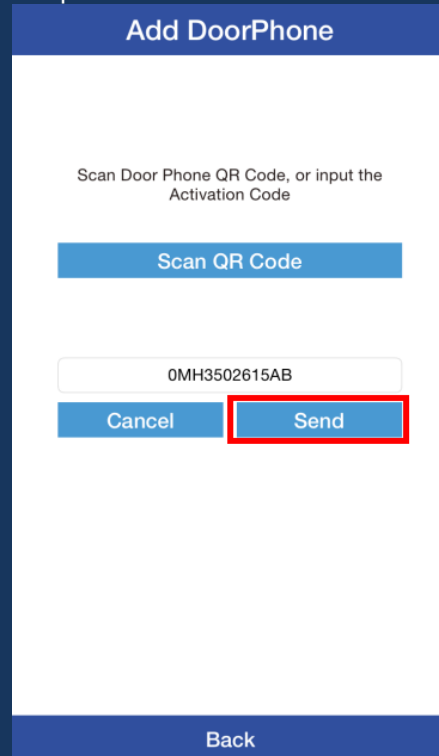 Add DoorPhone
Scan Door Phone QR Code, or input the
Activation Code
Scan QR Code
0MH3502615AB
Cancel Send
Back